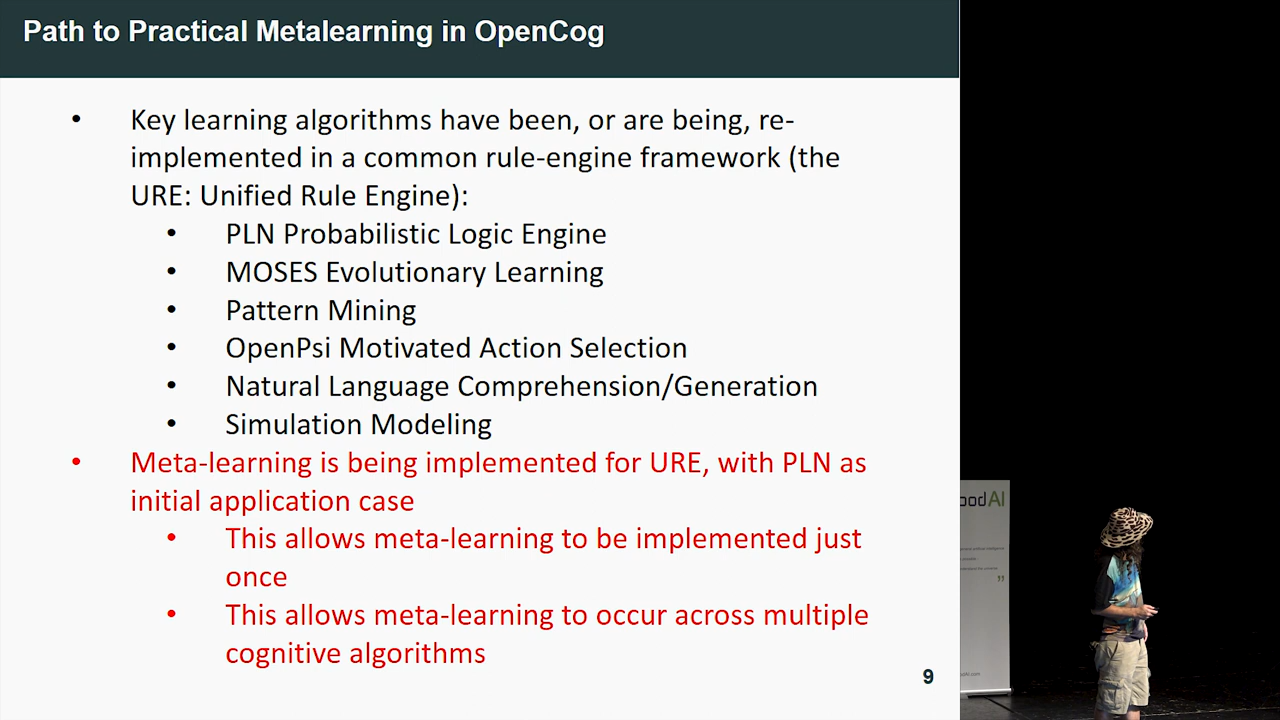 Path to Practical Metalearning in OpenCog
• Key learning algorithms have been, or are being, re-
implemented in a common rule-engine framework (the
URE: Unified Rule Engine):
• PLN Probabilistic Logic Engine
• MOSES Evolutionary Learning
• Pattern Mining
• OpenPsi Motivated Action Selection
• Natural Language Comprehension/Generation
• Simulation Modeling
• Meta-learning is being implemented for URE, with PLN as
initial application case
• This allows meta-learning to be implemented just
once
• This allows meta-learning to occur across multiple
cognitive algorithms
9
oodAI
”